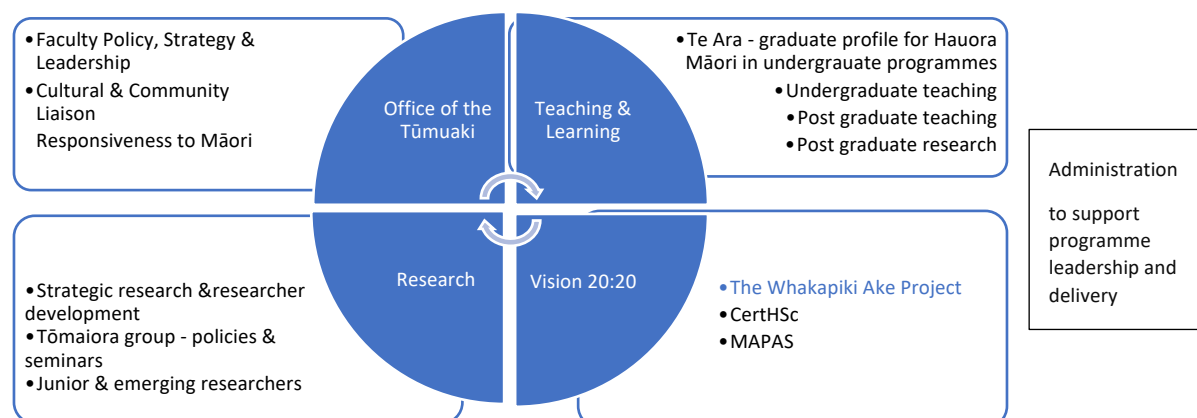 •Faculty Policy, Strategy &
Leadership
•Cultural & Community
Liaison
Responsiveness to Māori
Office of the
Tūmuaki
Teaching &
Learning
•Te Ara - graduate profile for Hauora
Māori in undergrauate programmes
•Undergraduate teaching
•Post graduate teaching
•Post graduate research
Administration
to support
programme
leadership and
delivery
•Strategic research &researcher
development
•Tōmaiora group - policies &
seminars
•Junior & emerging researchers
Research
Vision 20:20
•The Whakapiki Ake Project
•CertHSc
•MAPAS